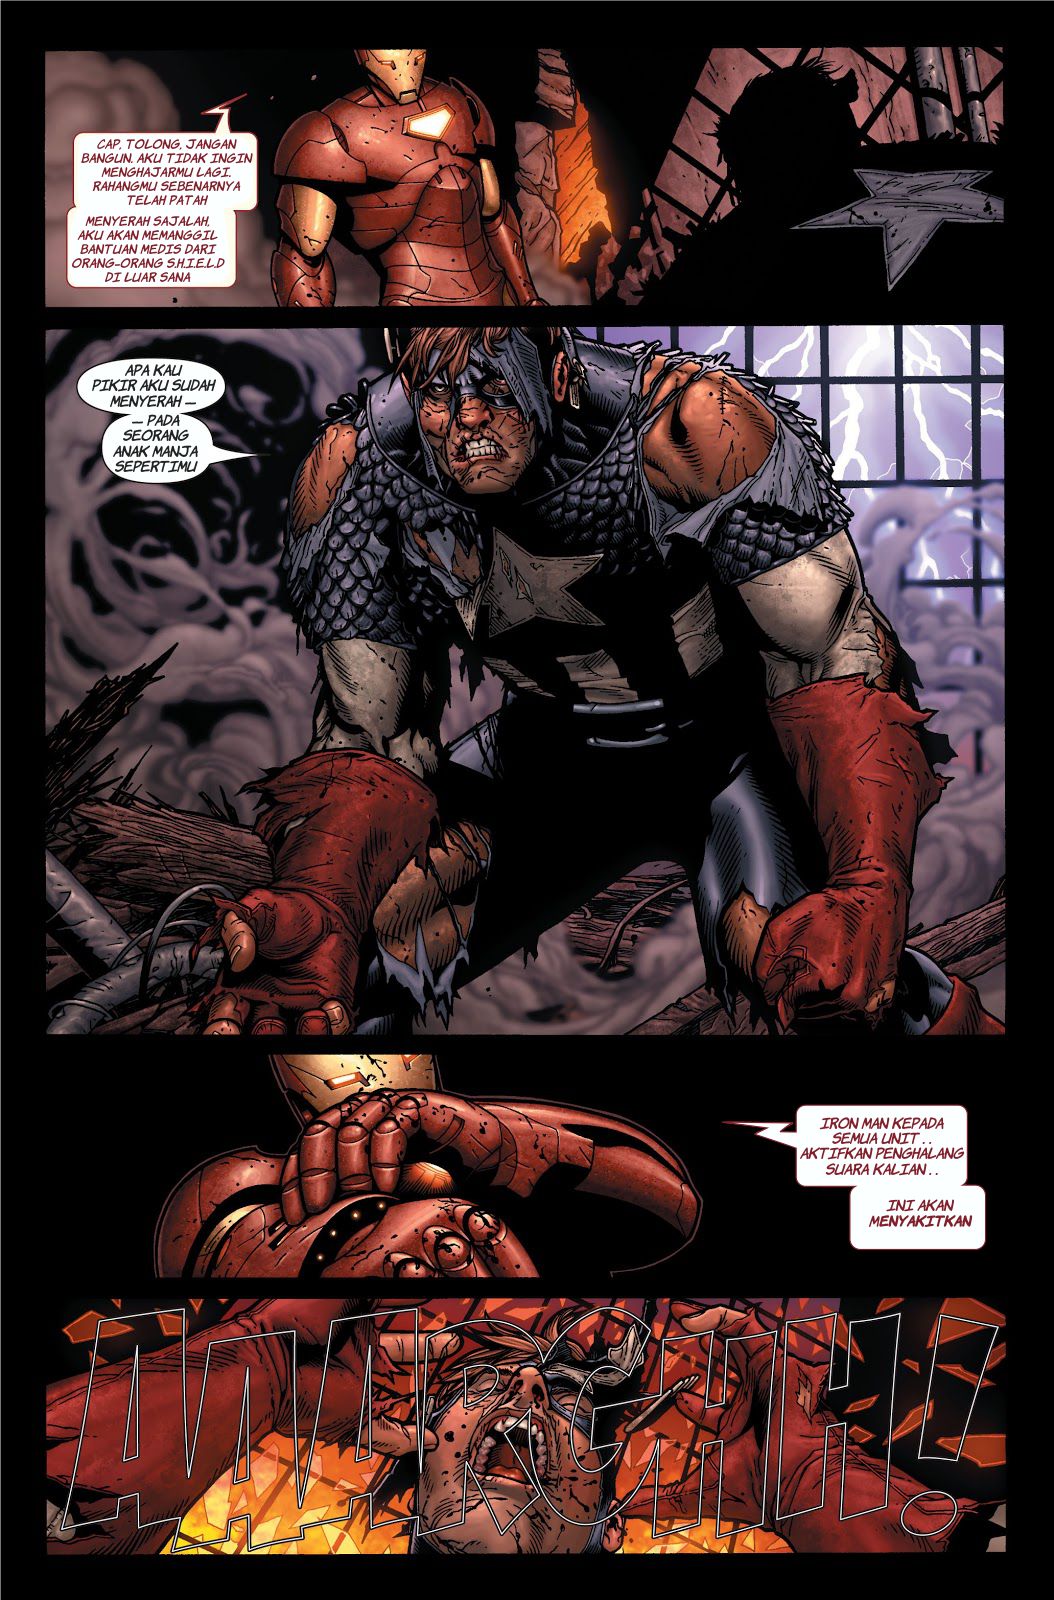 CAP, TOLONG, JANGAN
BANGUN. AKU TIDAK INGIN
MENGHAJARMU LAGI.
RAHANGMU SEBENARNYA
TELAH PATAH
MENYERAH SAJALAH,
AKU AKAN MEMANGGIL
BANTUAN MEDIS DARI
ORANG-ORANG S.H.I.E.L.D
DI LUAR SANA
APA KAU
PIKIR AKU SUDAH
MENYERAH —
— PADA
SEORANG
ANAK MANJA
SEPERTIMU
IRON MAN KEPADA
SEMUA UNIT . .
AKTIFKAN PENGHALANG
SUARA KALIAN . .
INI AKAN
MENYAKITKAN
AAARGHH!